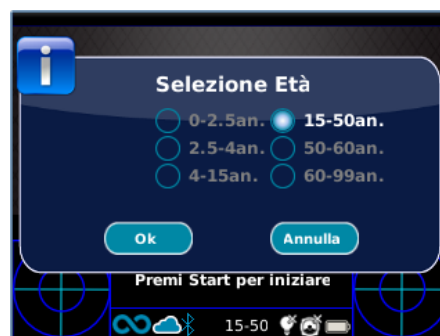 Selezione Età
0-2.5an. 15-50an.
2.5-4an. 50-60an.
4-15an. 60-99an.
Ok Annulla
Premi Start per iniziare
15-50